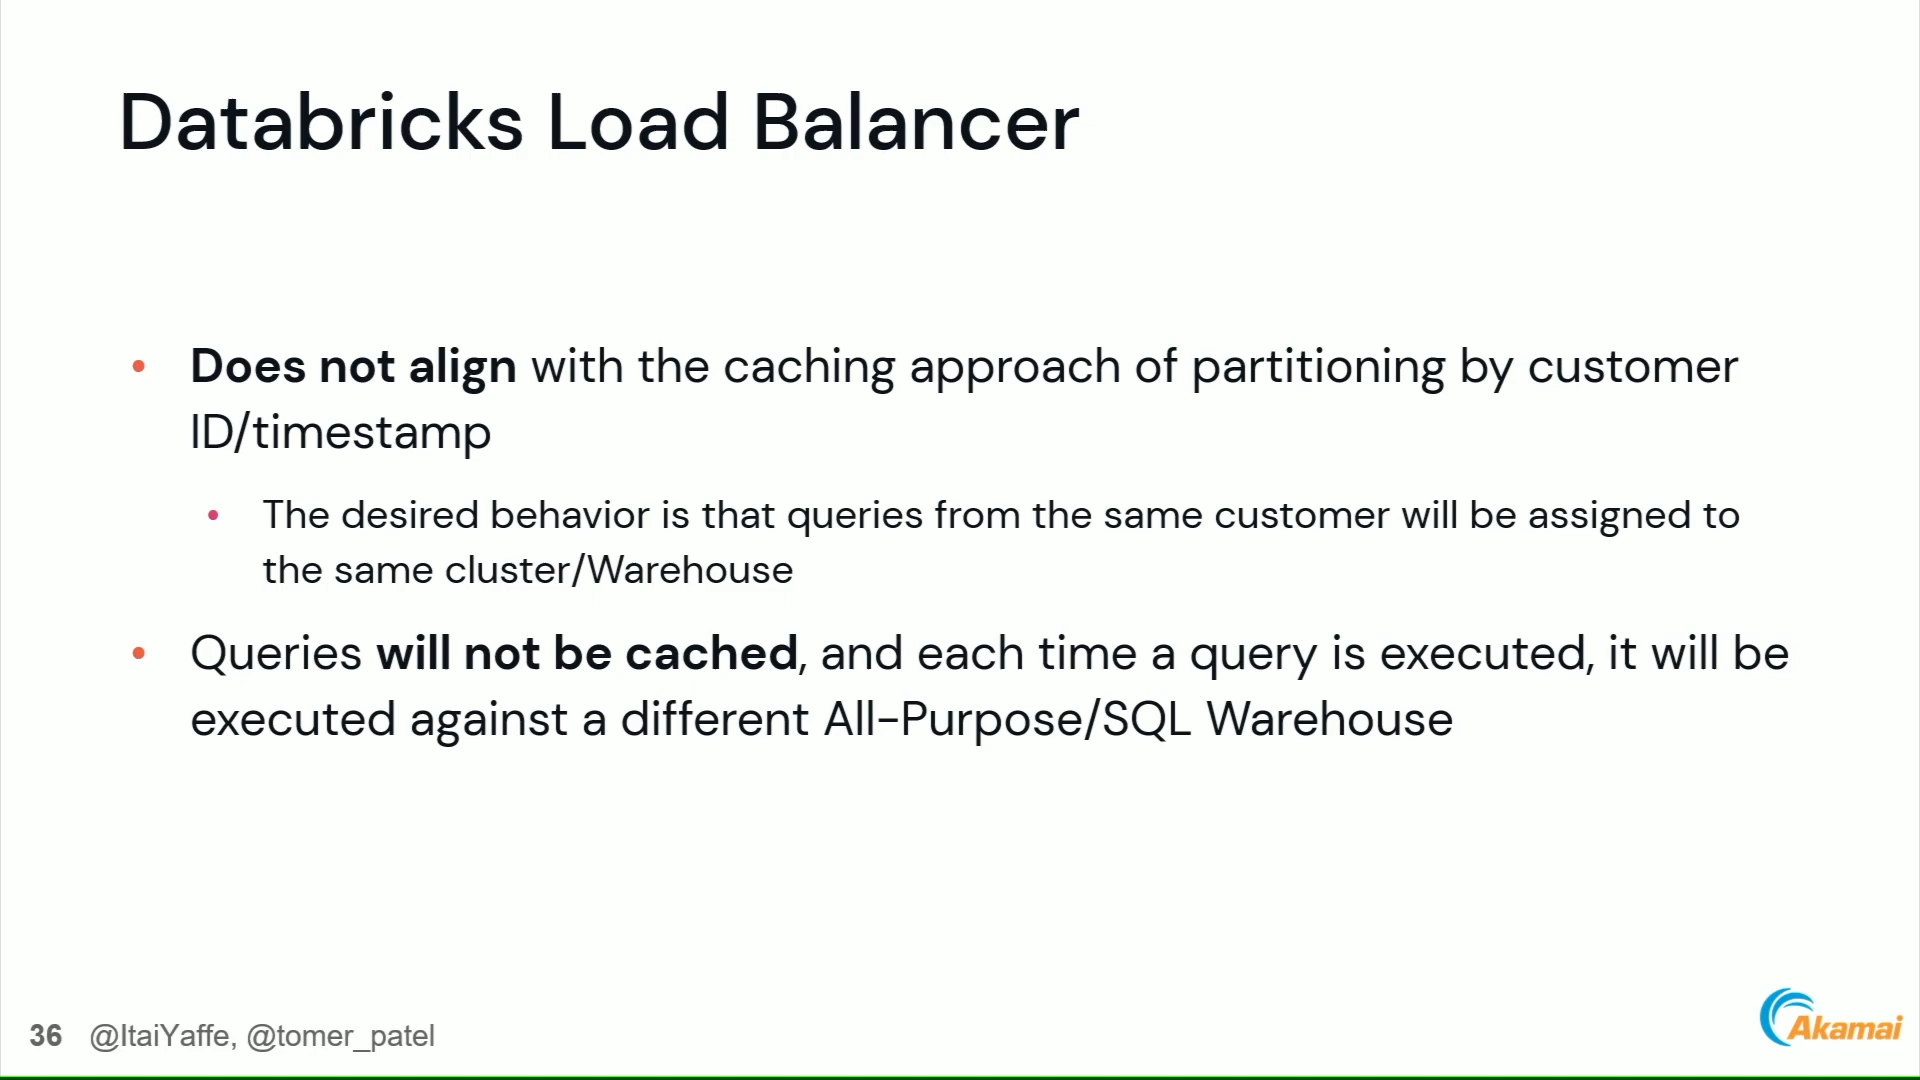 Databricks Load Balancer
• Does not align with the caching approach of partitioning by customer
ID/timestamp
• The desired behavior is that queries from the same customer will be assigned to
the same cluster/Warehouse
• Queries will not be cached, and each time a query is executed, it will be
executed against a different All-Purpose/SQL Warehouse
36 @ItaiYaffe, @tomer_patel
Akamai